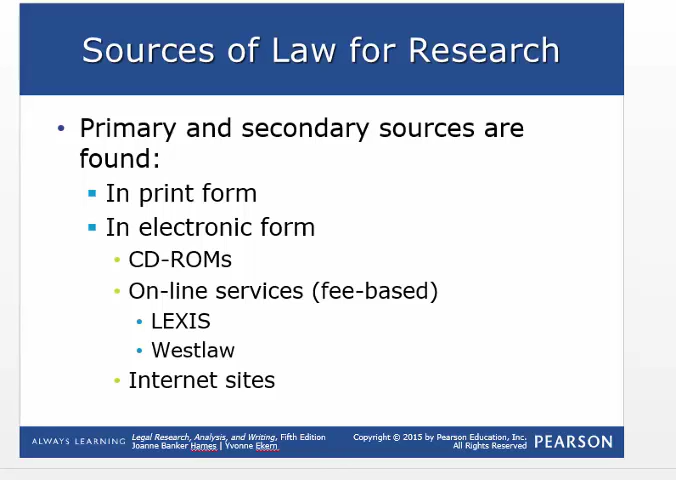 Sources of Law for Research
• Primary and secondary sources are
found:
▪ In print form
▪ In electronic form
• CD-ROMs
• On-line services (fee-based)
• LEXIS
• Westlaw
• Internet sites
ALWAYS LEARNING
Legal Research, Analysis, and Writing, Fifth Edition
Joanne Banker Hames | Yvonne Ekern
Copyright © 2015 by Pearson Education, Inc.
All Rights Reserved
PEARSON